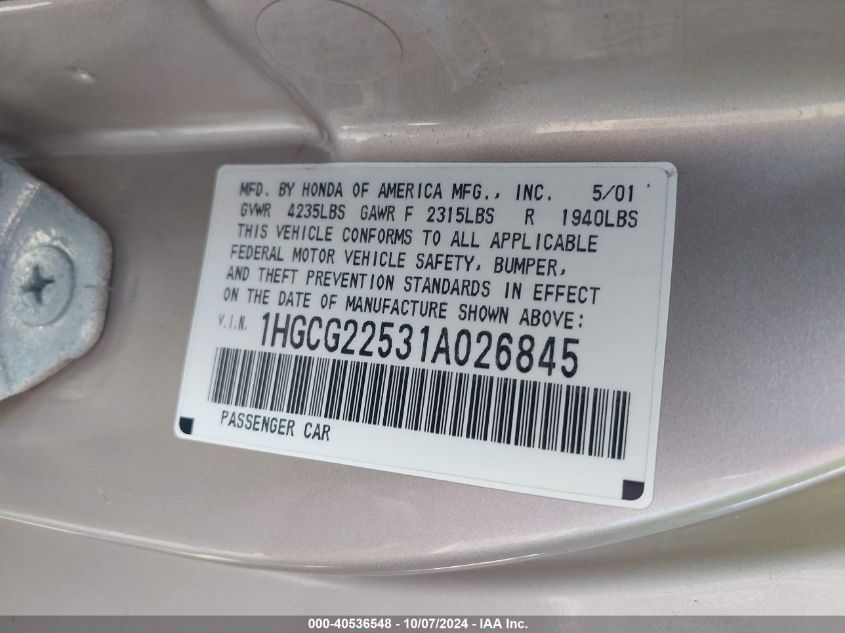 MFD. BY HONDA OF AMERICA MFG., INC. 5/01
GVWR 4235LBS GAWR F 2315LBS R 1940LBS
THIS VEHICLE CONFORMS TO ALL APPLICABLE
FEDERAL MOTOR VEHICLE SAFETY, BUMPER,
AND THEFT PREVENTION STANDARDS IN EFFECT
ON THE DATE OF MANUFACTURE SHOWN ABOVE:
V.I.N. 1HGCG22531A026845
PASSENGER CAR
000-40536548 - 10/07/2024 - IAA Inc.